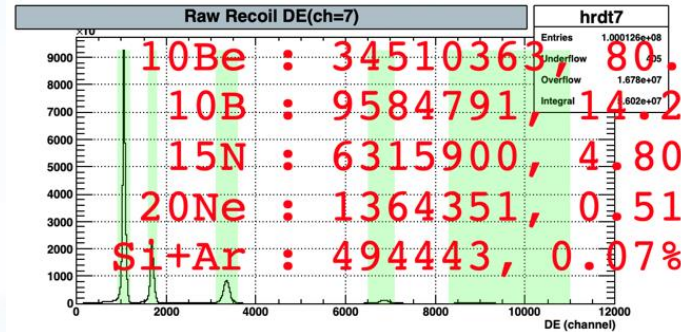 Raw Recoil DE(ch=7)
hrdt7
Entries 1.000126e+08
Underflow
Overflow 1.678e+07
Integral
10Be : 34510363, 80.
10B : 9584791, 14.2
15N : 6315900, 4.80
20Ne : 1364351, 0.51
Si+Ar : 494443, 0.07%
9000
8000
7000
6000
5000
4000
3000
2000
1000
0
0 2000 4000 6000 8000 10000 12000
DE (channel)